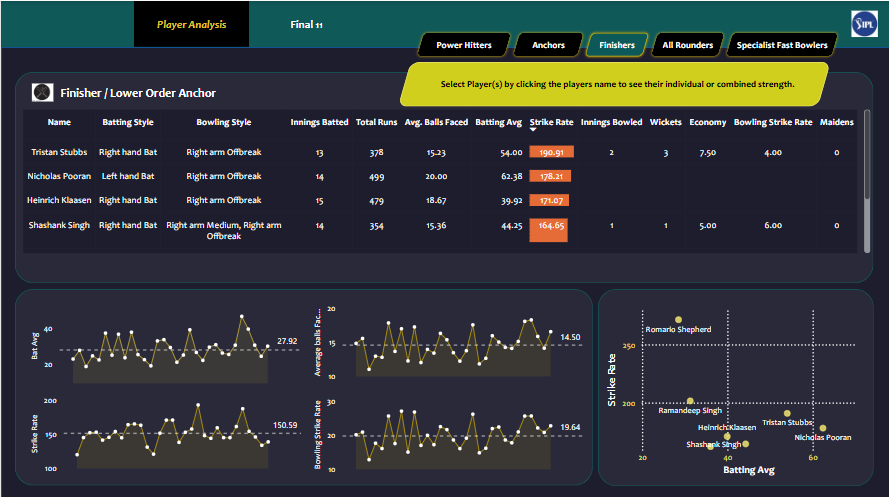 Player Analysis
Final 11
IPL
Power Hitters
Anchors
Finishers
All Rounders
Specialist Fast Bowlers
Select Player(s) by clicking the players name to see their individual or combined strength.
Finisher / Lower Order Anchor
Name Batting Style Bowling Style Innings Batted Total Runs Avg. Balls Faced Batting Avg Strike Rate Innings Bowled Wickets Economy Bowling Strike Rate Maidens
Tristan Stubbs Right hand Bat Right arm Offbreak 13 378 15.23 54.00 190.91 2 3 7.50 4.00 0
Nicholas Pooran Left hand Bat Right arm Offbreak 14 499 20.00 62.38 178.21
Heinrich Klaasen Right hand Bat Right arm Offbreak 15 479 18.67 39.92 171.07
Shashank Singh Right hand Bat Right arm Medium, Right arm 14 354 15.36 44.25 164.65 1 1 5.00 6.00 0
Offbreak
Bat Avg
40
20
27.92
Average balls Fac...
20
15
10
14.50
Strike Rate
200
150
100
150.59
Bowling Strike Rate
30
20
10
19.64
Strike Rate
250
200
Romario Shepherd
Ramandeep Singh
Heinrich Klaasen
Tristan Stubbs
Shashank Singh
Nicholas Pooran
20
40
60
Batting Avg